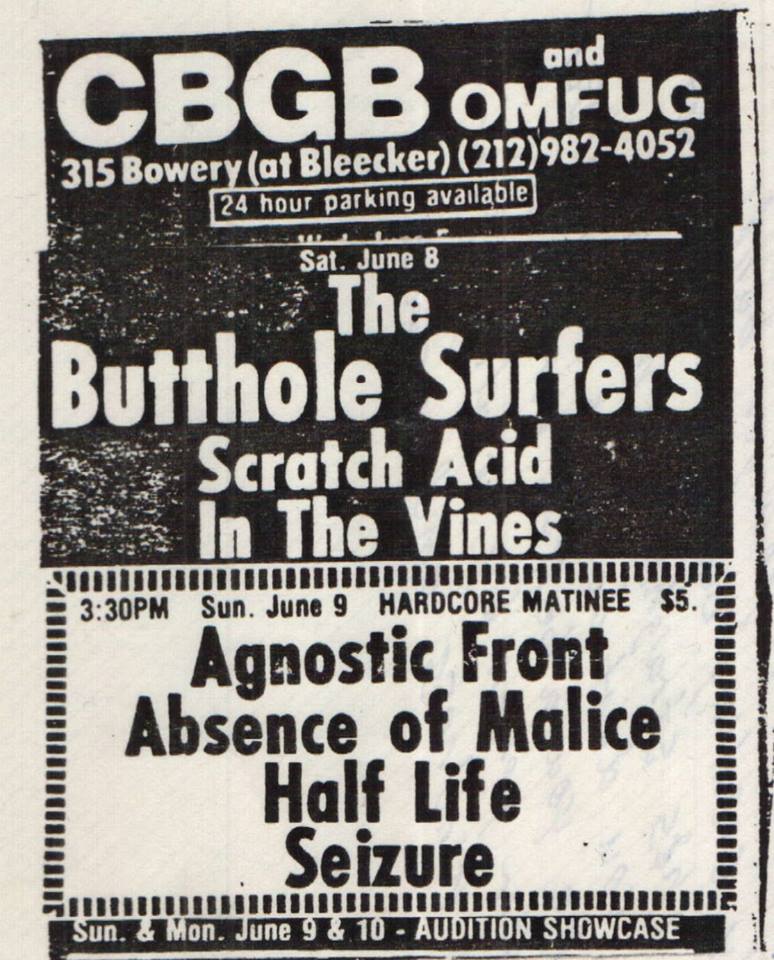 CBGB and
OMFUG
315 Bowery (at Bleecker) (212)982-4052
24 hour parking available
Sat. June 8
The
Butthole Surfers
Scratch Acid
In The Vines
3:30PM Sun. June 9 HARDCORE MATINEE $5.
Agnostic Front
Absence of Malice
Half Life
Seizure
Sun. & Mon. June 9 & 10 - AUDITION SHOWCASE